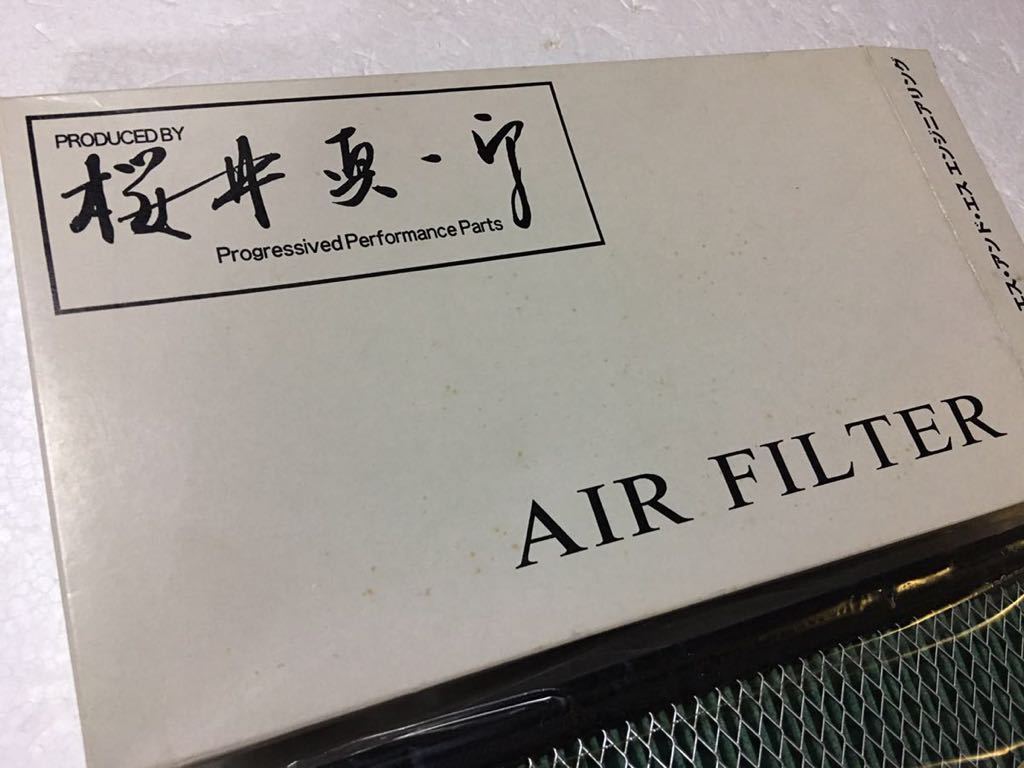 PRODUCED BY
桜井眞一郎
Progressived Performance Parts
AIR FILTER
エス・アンド・エス エンジニアリング